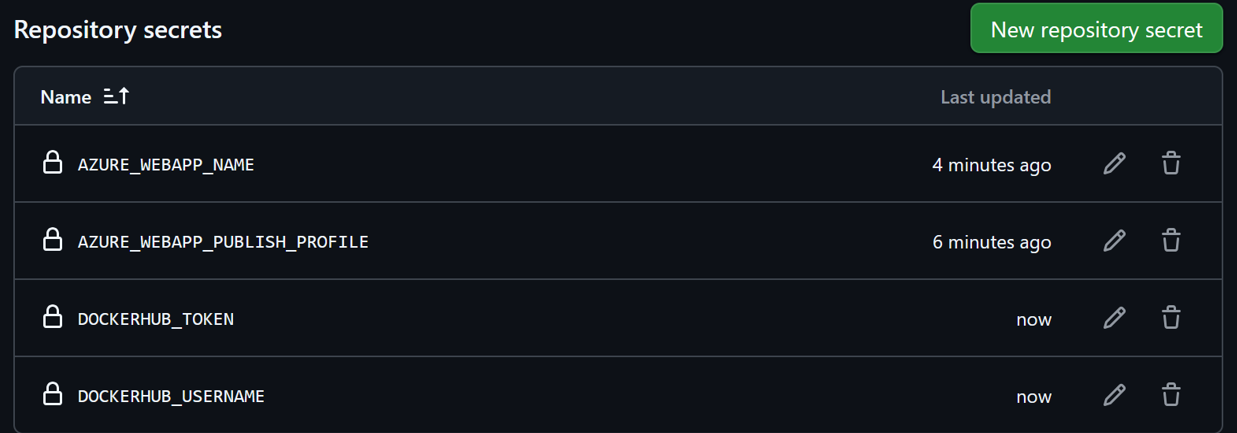 Repository secrets
New repository secret
Name
Last updated
AZURE_WEBAPP_NAME
4 minutes ago
AZURE_WEBAPP_PUBLISH_PROFILE
6 minutes ago
DOCKERHUB_TOKEN
now
DOCKERHUB_USERNAME
now